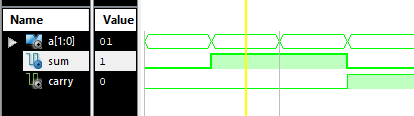 Name Value
a[1:0] 01
sum 1
carry 0